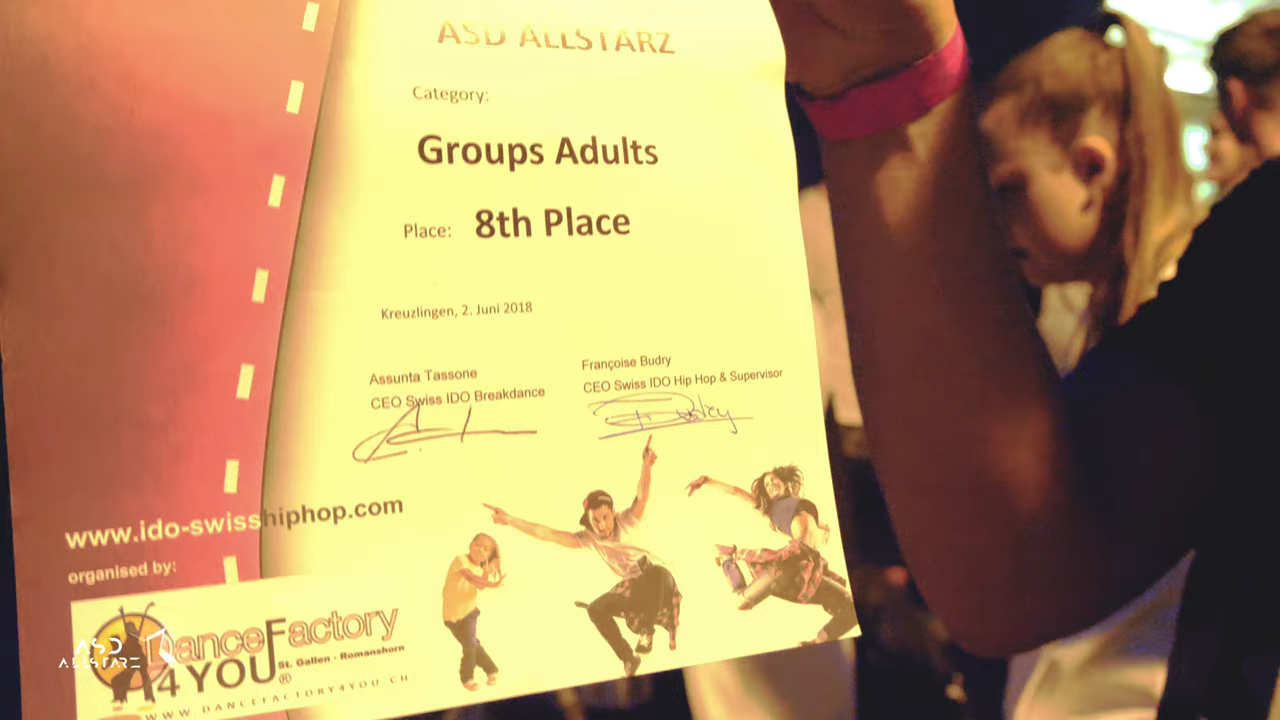 ASD ALLSTARZ
Category:
Groups Adults
Place: 8th Place
Kreuzlingen, 2. Juni 2018
Assunta Tassone
CEO Swiss IDO Breakdance
Françoise Budry
CEO Swiss IDO Hip Hop & Supervisor
Budry
www.ido-swisshiphop.com
organised by:
DanceFactory
4YOU®
St. Gallen - Romanshorn
WWW.DANCEFACTORY4YOU.CH
ASD
ALLSTARZ